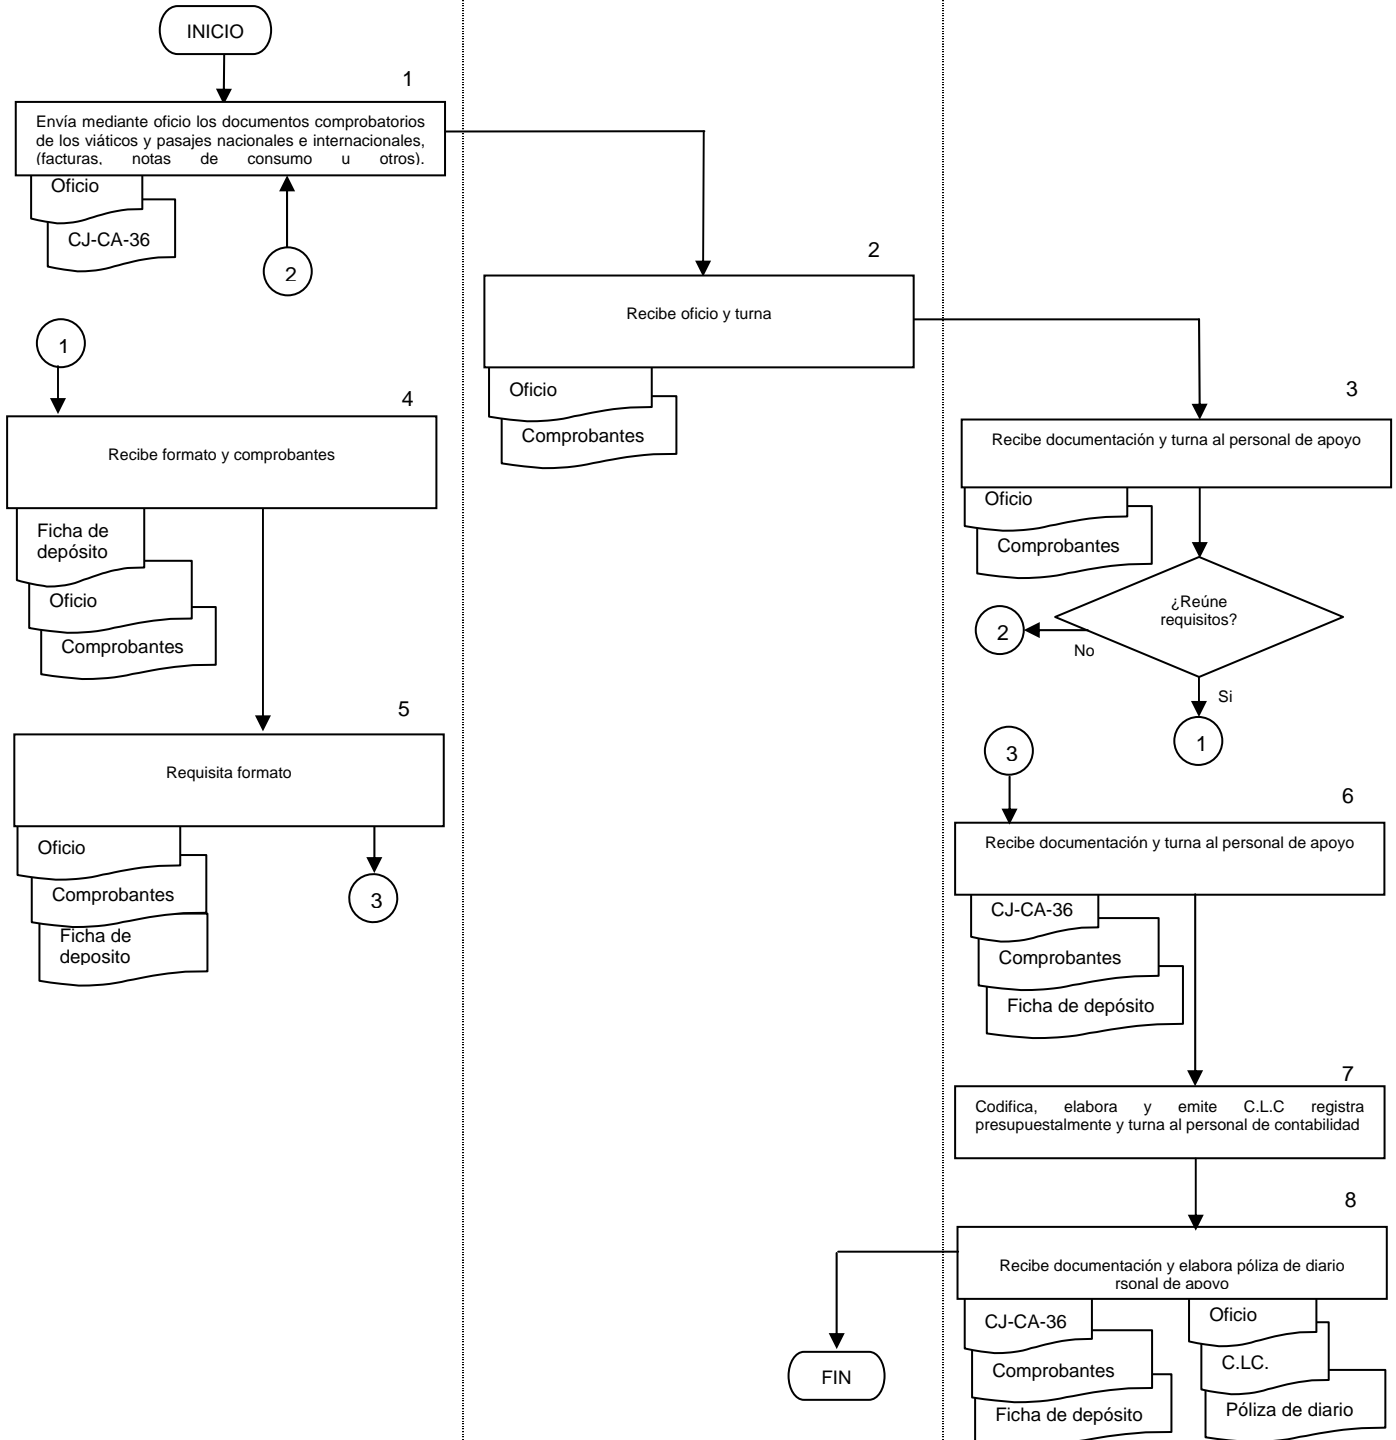 INICIO
1
Envía mediante oficio los documentos comprobatorios
de los viáticos y pasajes nacionales e internacionales,
(facturas, notas de consumo u otros).
Oficio
CJ-CA-36
2
2
Recibe oficio y turna
Oficio
Comprobantes
3
Recibe documentación y turna al personal de apoyo
Oficio
Comprobantes
¿Reúne
requisitos?
2
No
Si
1
1
4
Recibe formato y comprobantes
Ficha de
depósito
Oficio
Comprobantes
5
Requisita formato
Oficio
Comprobantes
Ficha de
deposito
3
3
6
Recibe documentación y turna al personal de apoyo
CJ-CA-36
Comprobantes
Ficha de depósito
7
Codifica, elabora y emite C.L.C registra
presupuestalmente y turna al personal de contabilidad
8
Recibe documentación y elabora póliza de diario
rsonal de apoyo
CJ-CA-36
Comprobantes
Ficha de depósito
Oficio
C.LC.
Póliza de diario
FIN